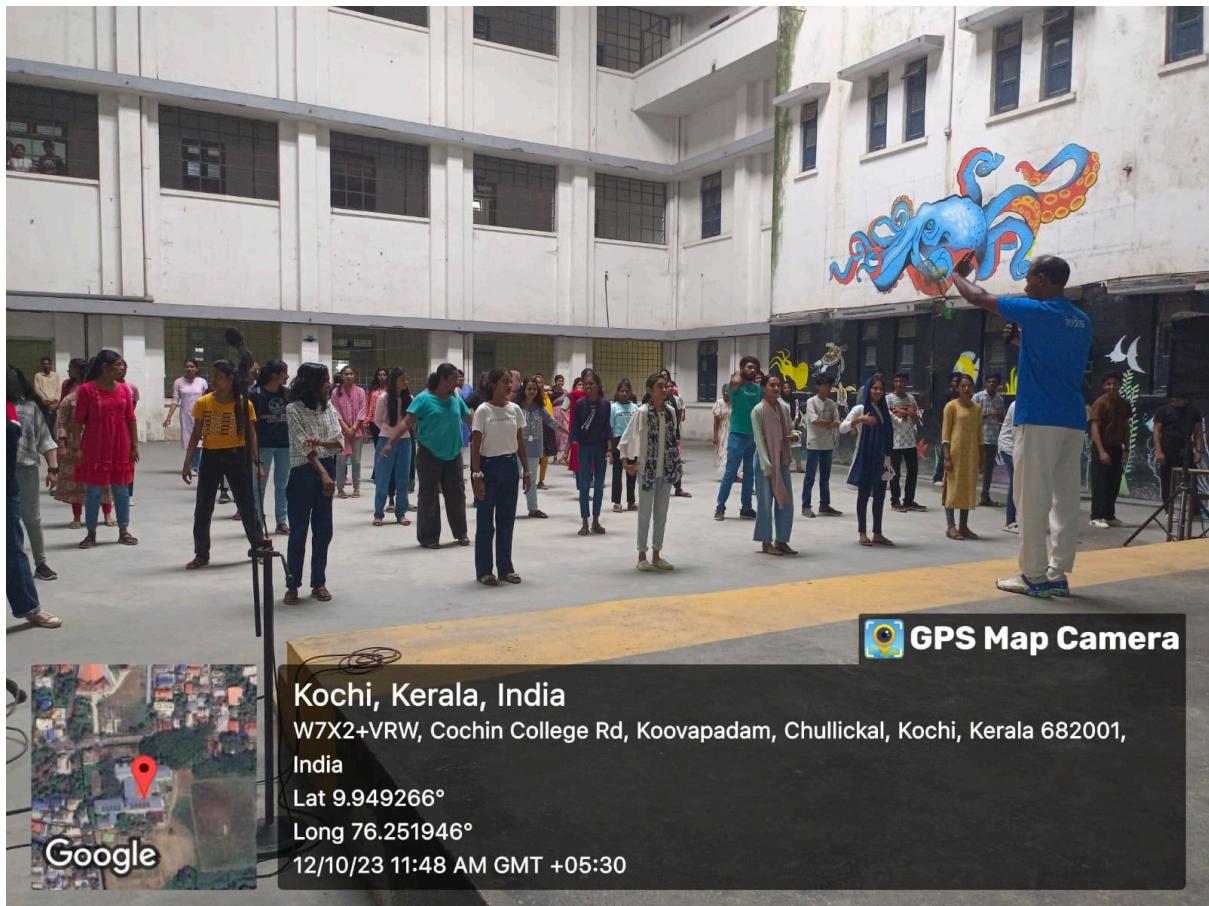 india
GPS Map Camera
Kochi, Kerala, India
W7X2+VRW, Cochin College Rd, Koovapadam, Chullickal, Kochi, Kerala 682001,
India
Lat 9.949266°
Long 76.251946°
12/10/23 11:48 AM GMT +05:30
Google